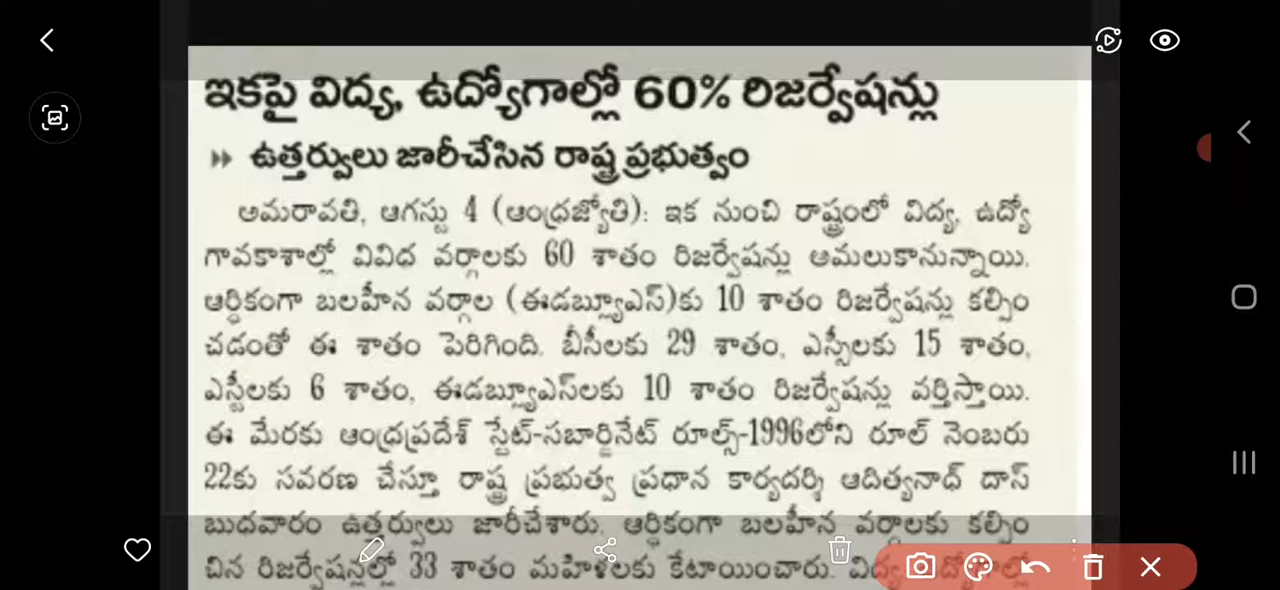 ఇకపై విద్య, ఉద్యోగాల్లో 60% రిజర్వేషన్లు
ఉత్తర్వులు జారీచేసిన రాష్ట్ర ప్రభుత్వం
అమరావతి, ఆగస్టు 4 (ఆంధ్రజ్యోతి): ఇక నుంచి రాష్ట్రంలో విద్య, ఉద్యో
గావకాశాల్లో వివిధ వర్గాలకు 60 శాతం రిజర్వేషన్లు అమలుకానున్నాయి.
ఆర్థికంగా బలహీన వర్గాల (ఈడబ్ల్యూఎస్)కు 10 శాతం రిజర్వేషన్లు కల్పిం
చడంతో ఈ శాతం పెరిగింది. బీసీలకు 29 శాతం, ఎస్సీలకు 15 శాతం,
ఎస్టీలకు 6 శాతం, ఈడబ్ల్యూఎస్‌లకు 10 శాతం రిజర్వేషన్లు వర్తిస్తాయి.
ఈ మేరకు ఆంధ్రప్రదేశ్ స్టేట్-సబార్డినేట్ రూల్స్-1996లోని రూల్ నెంబరు
22కు సవరణ చేస్తూ రాష్ట్ర ప్రభుత్వ ప్రధాన కార్యదర్శి ఆదిత్యనాథ్ దాస్
బుధవారం ఉత్తర్వులు జారీచేశారు. ఆర్థికంగా బలహీన వర్గాలకు కల్పిం
చిన రిజర్వేషన్లలో 33 శాతం మహిళలకు కేటాయించారు. విద్య